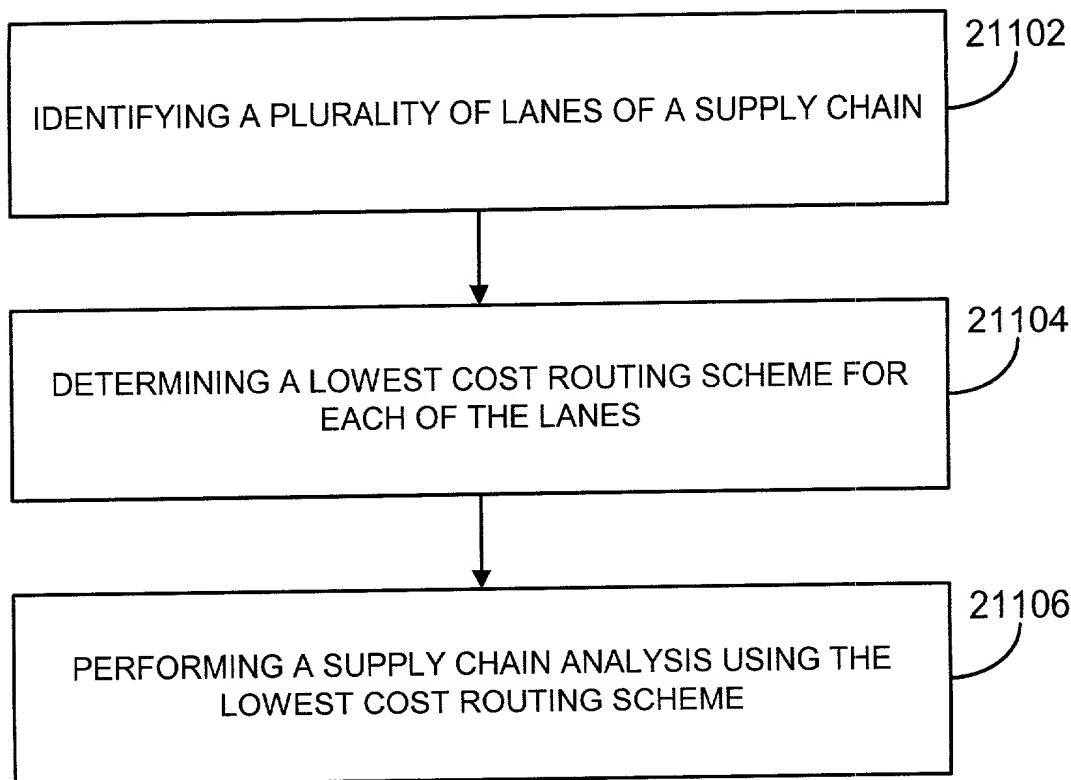 21102
IDENTIFYING A PLURALITY OF LANES OF A SUPPLY CHAIN
21104
DETERMINING A LOWEST COST ROUTING SCHEME FOR
EACH OF THE LANES
21106
PERFORMING A SUPPLY CHAIN ANALYSIS USING THE
LOWEST COST ROUTING SCHEME